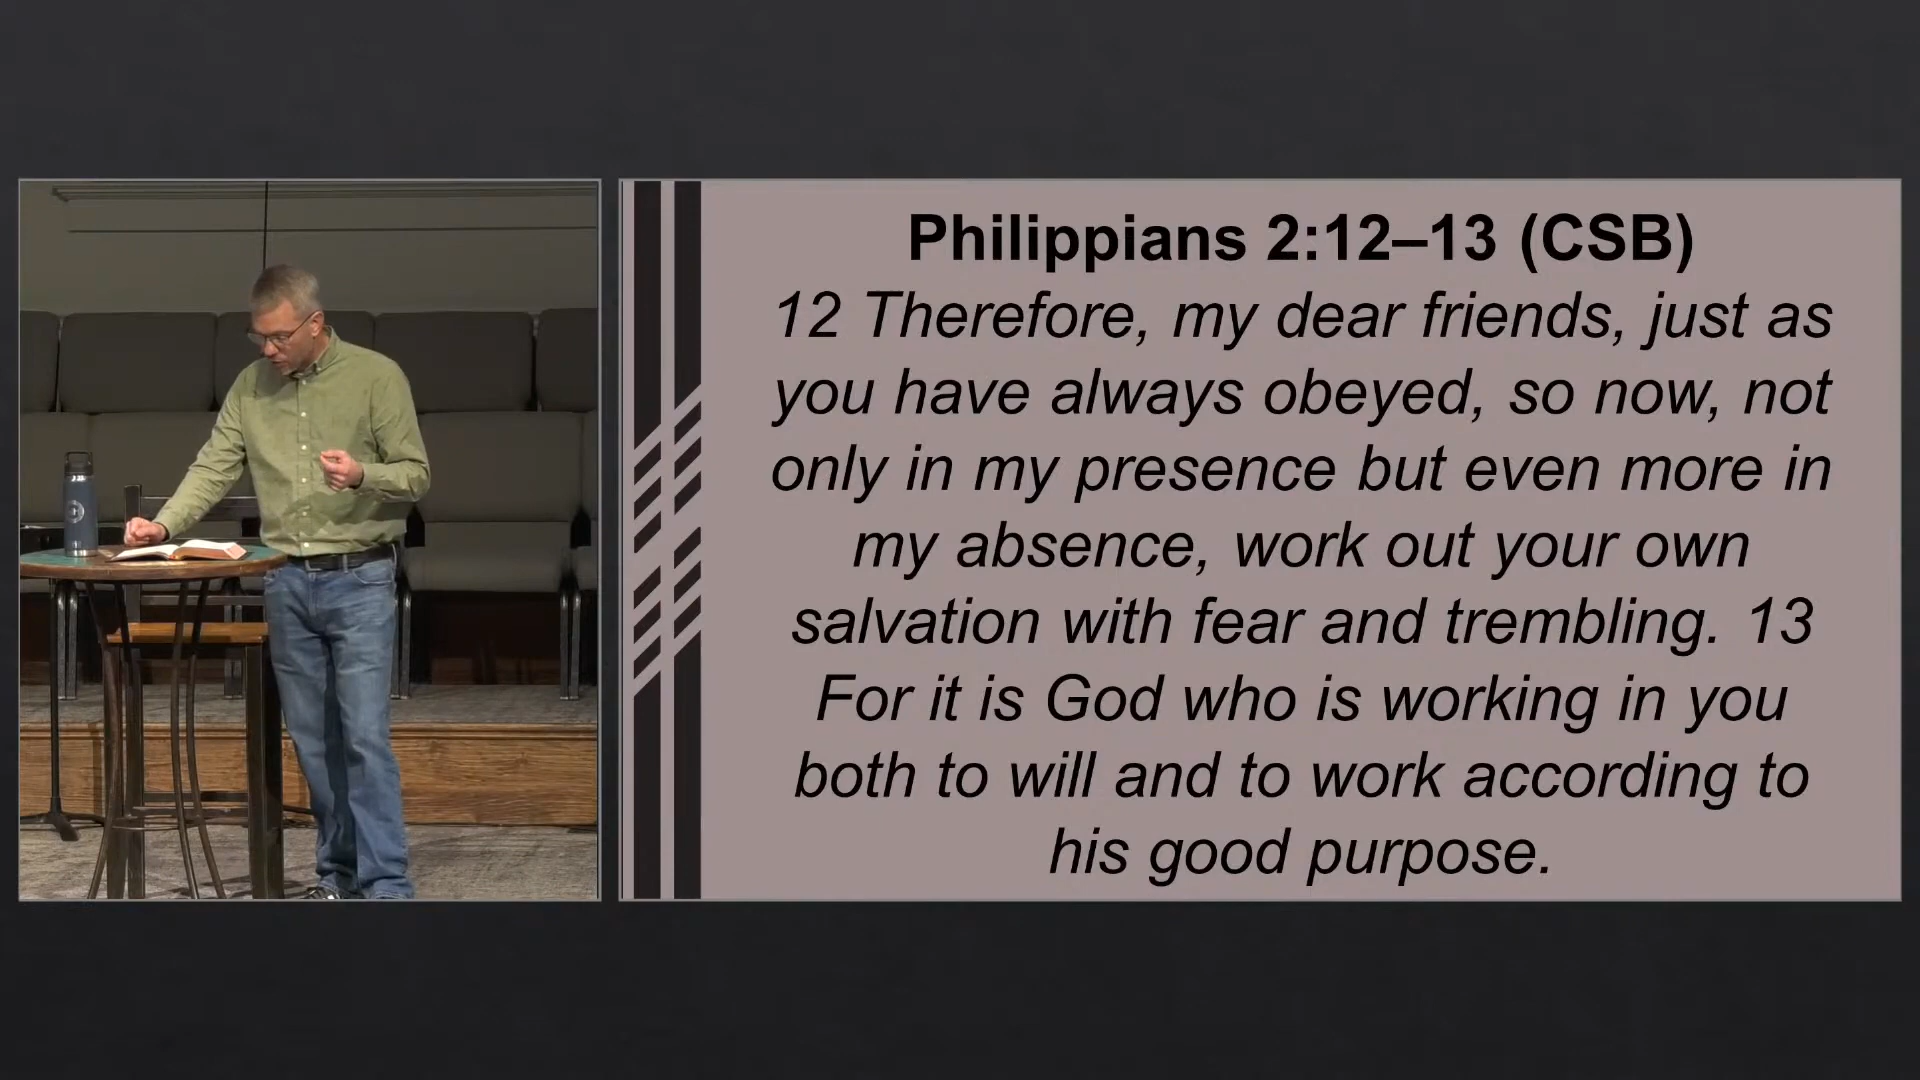 Philippians 2:12–13 (CSB)
12 Therefore, my dear friends, just as
you have always obeyed, so now, not
only in my presence but even more in
my absence, work out your own
salvation with fear and trembling. 13
For it is God who is working in you
both to will and to work according to
his good purpose.